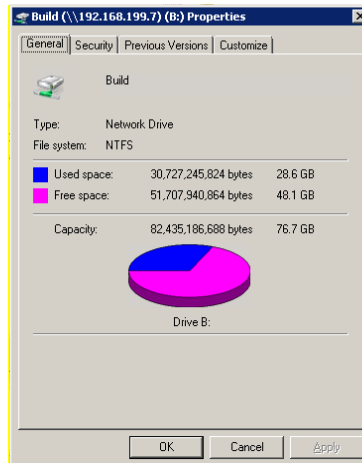 Build (\\192.168.199.7) (B:) Properties
General Security Previous Versions Customize
Build
Type: Network Drive
File system: NTFS
Used space: 30,727,245,824 bytes 28.6 GB
Free space: 51,707,940,864 bytes 48.1 GB
Capacity: 82,435,186,688 bytes 76.7 GB
Drive B:
OK Cancel Apply